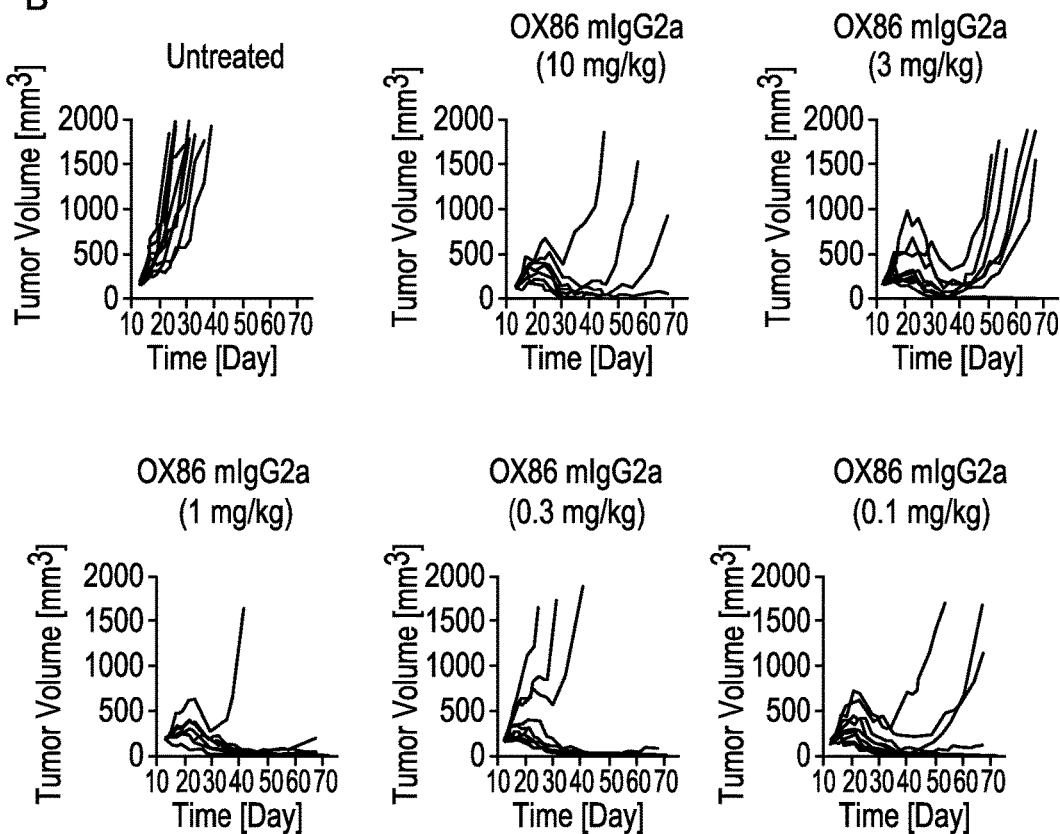 B
Untreated
Tumor Volume [mm3]
2000
1500
1000
500
0
10 20 30 40 50 60 70
Time [Day]
OX86 mIgG2a
(10 mg/kg)
Tumor Volume [mm3]
2000
1500
1000
500
0
10 20 30 40 50 60 70
Time [Day]
OX86 mIgG2a
(3 mg/kg)
Tumor Volume [mm3]
2000
1500
1000
500
0
10 20 30 40 50 60 70
Time [Day]
OX86 mIgG2a
(1 mg/kg)
Tumor Volume [mm3]
2000
1500
1000
500
0
10 20 30 40 50 60 70
Time [Day]
OX86 mIgG2a
(0.3 mg/kg)
Tumor Volume [mm3]
2000
1500
1000
500
0
10 20 30 40 50 60 70
Time [Day]
OX86 mIgG2a
(0.1 mg/kg)
Tumor Volume [mm3]
2000
1500
1000
500
0
10 20 30 40 50 60 70
Time [Day]